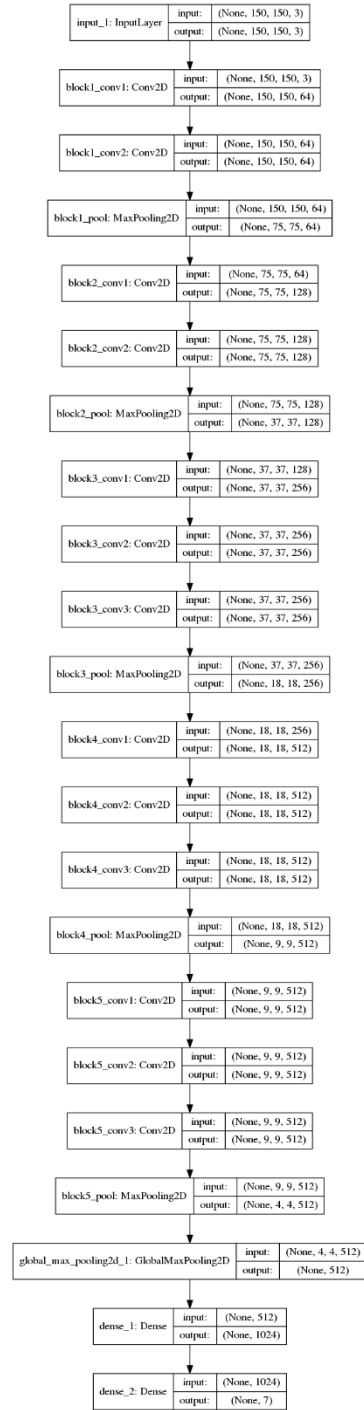 input_1: InputLayer
input: (None, 150, 150, 3)
output: (None, 150, 150, 3)
block1_conv1: Conv2D
input: (None, 150, 150, 3)
output: (None, 150, 150, 64)
block1_conv2: Conv2D
input: (None, 150, 150, 64)
output: (None, 150, 150, 64)
block1_pool: MaxPooling2D
input: (None, 150, 150, 64)
output: (None, 75, 75, 64)
block2_conv1: Conv2D
input: (None, 75, 75, 64)
output: (None, 75, 75, 128)
block2_conv2: Conv2D
input: (None, 75, 75, 128)
output: (None, 75, 75, 128)
block2_pool: MaxPooling2D
input: (None, 75, 75, 128)
output: (None, 37, 37, 128)
block3_conv1: Conv2D
input: (None, 37, 37, 128)
output: (None, 37, 37, 256)
block3_conv2: Conv2D
input: (None, 37, 37, 256)
output: (None, 37, 37, 256)
block3_conv3: Conv2D
input: (None, 37, 37, 256)
output: (None, 37, 37, 256)
block3_pool: MaxPooling2D
input: (None, 37, 37, 256)
output: (None, 18, 18, 256)
block4_conv1: Conv2D
input: (None, 18, 18, 256)
output: (None, 18, 18, 512)
block4_conv2: Conv2D
input: (None, 18, 18, 512)
output: (None, 18, 18, 512)
block4_conv3: Conv2D
input: (None, 18, 18, 512)
output: (None, 18, 18, 512)
block4_pool: MaxPooling2D
input: (None, 18, 18, 512)
output: (None, 9, 9, 512)
block5_conv1: Conv2D
input: (None, 9, 9, 512)
output: (None, 9, 9, 512)
block5_conv2: Conv2D
input: (None, 9, 9, 512)
output: (None, 9, 9, 512)
block5_conv3: Conv2D
input: (None, 9, 9, 512)
output: (None, 9, 9, 512)
block5_pool: MaxPooling2D
input: (None, 9, 9, 512)
output: (None, 4, 4, 512)
global_max_pooling2d_1: GlobalMaxPooling2D
input: (None, 4, 4, 512)
output: (None, 512)
dense_1: Dense
input: (None, 512)
output: (None, 1024)
dense_2: Dense
input: (None, 1024)
output: (None, 7)